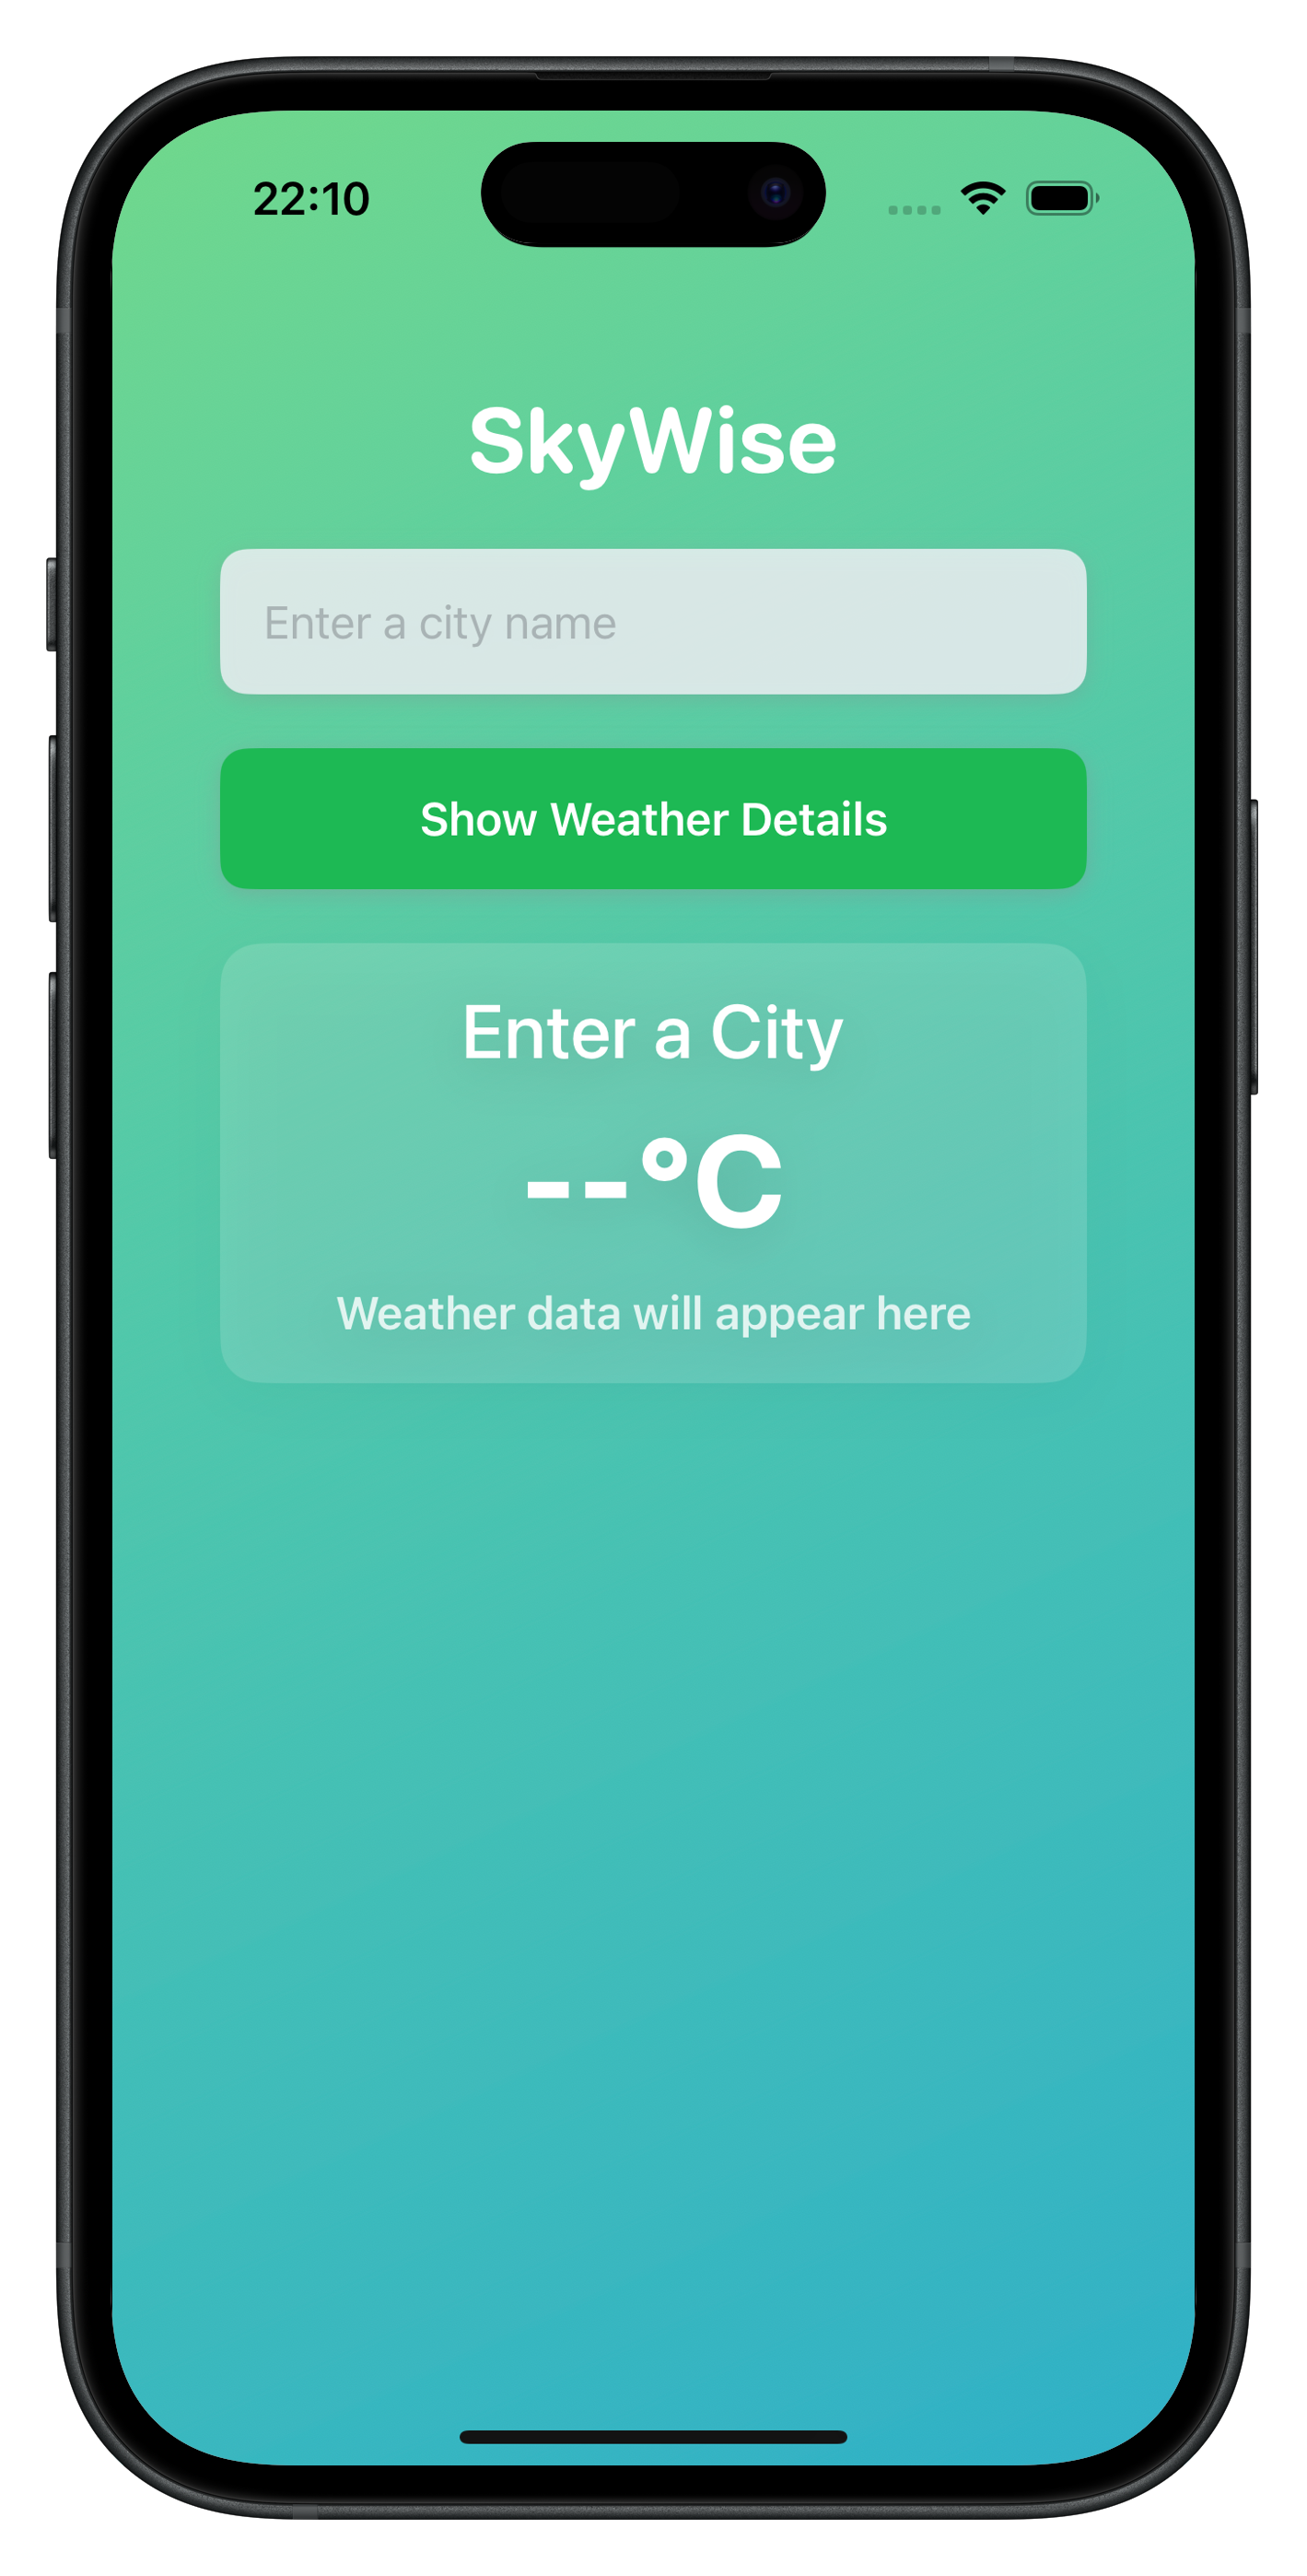 22:10
SkyWise
Enter a city name
Show Weather Details
Enter a City
--°C
Weather data will appear here